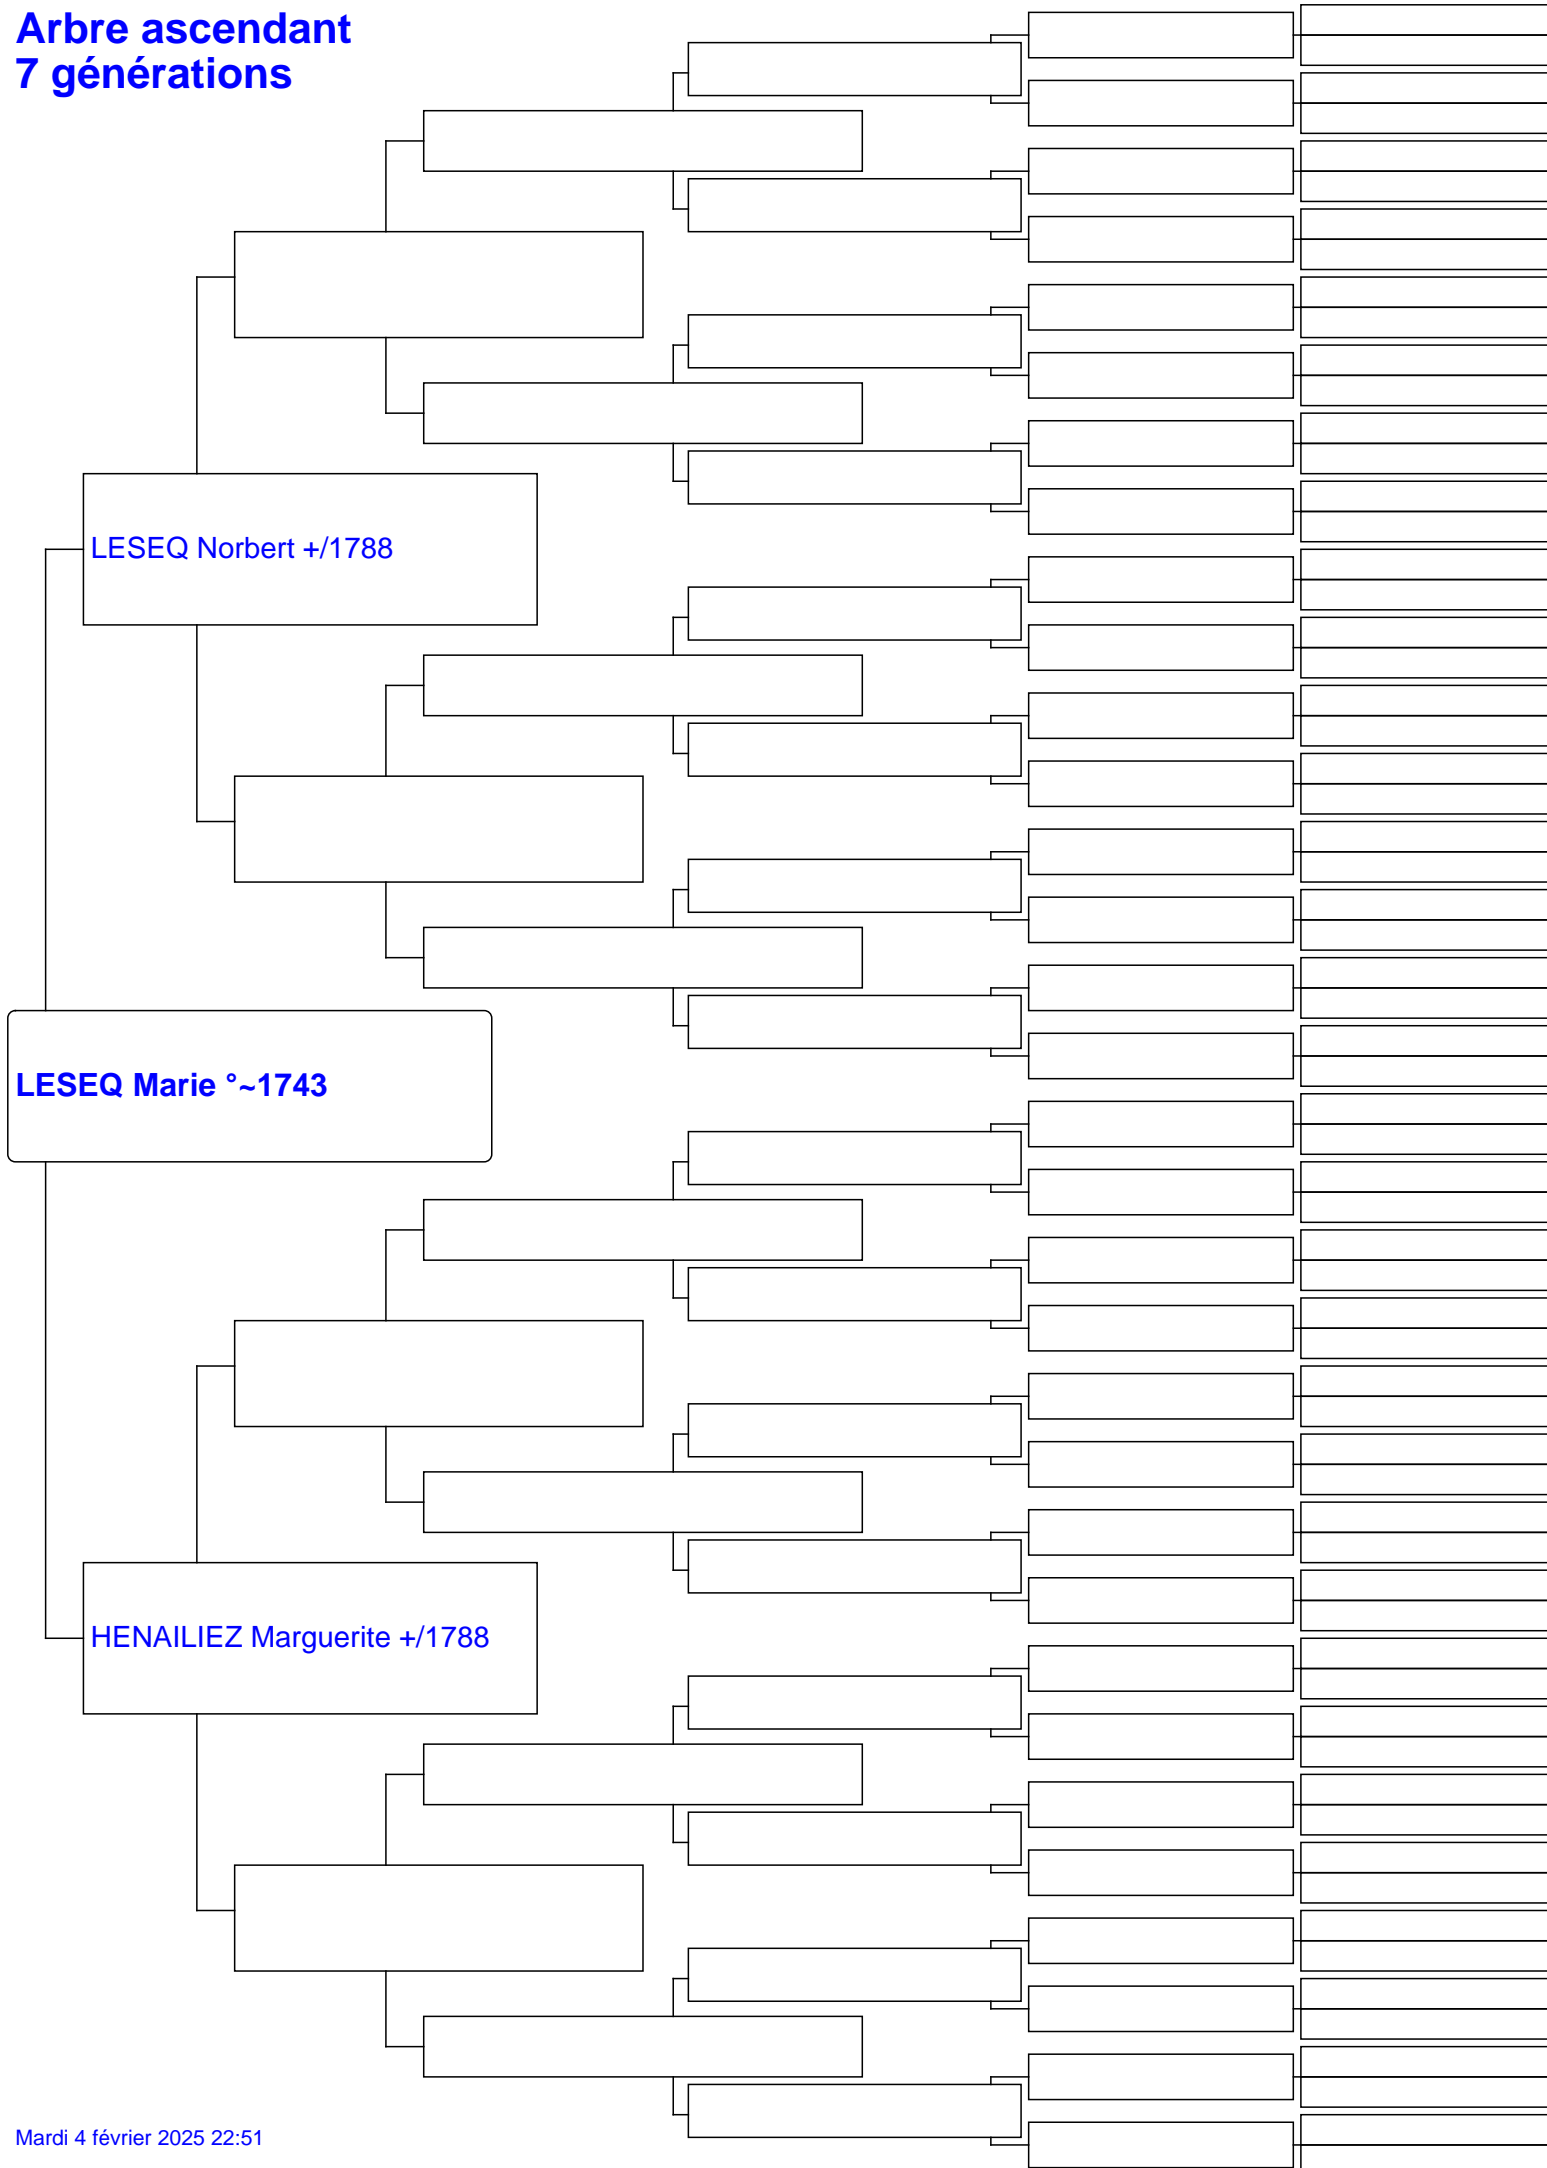 Arbre ascendant
7 générations
LESEQ Norbert +/1788
LESEQ Marie °~1743
HENAILIEZ Marguerite +/1788
Mardi 4 février 2025 22:51